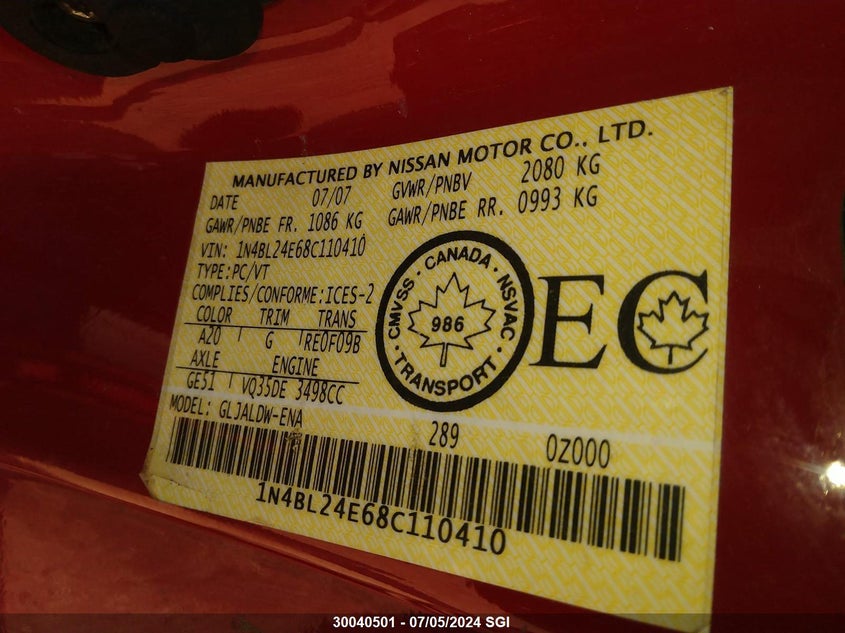 MANUFACTURED BY NISSAN MOTOR CO., LTD.
DATE 07/07 GVWR/PNBV 2080 KG
GAWR/PNBE FR. 1086 KG GAWR/PNBE RR. 0993 KG
VIN: 1N4BL24E68C110410
TYPE:PC/VT
COMPLIES/CONFORME:ICES-2
COLOR TRIM TRANS
A20 G RE0F09B
AXLE ENGINE
GE51 VQ35DE 3498CC
MODEL: GLJALDW-ENA
289 0Z000
CMVSS · CANADA · NSVAC · TRANSPORT ·
986
EC
1N4BL24E68C110410
30040501 - 07/05/2024 SGI